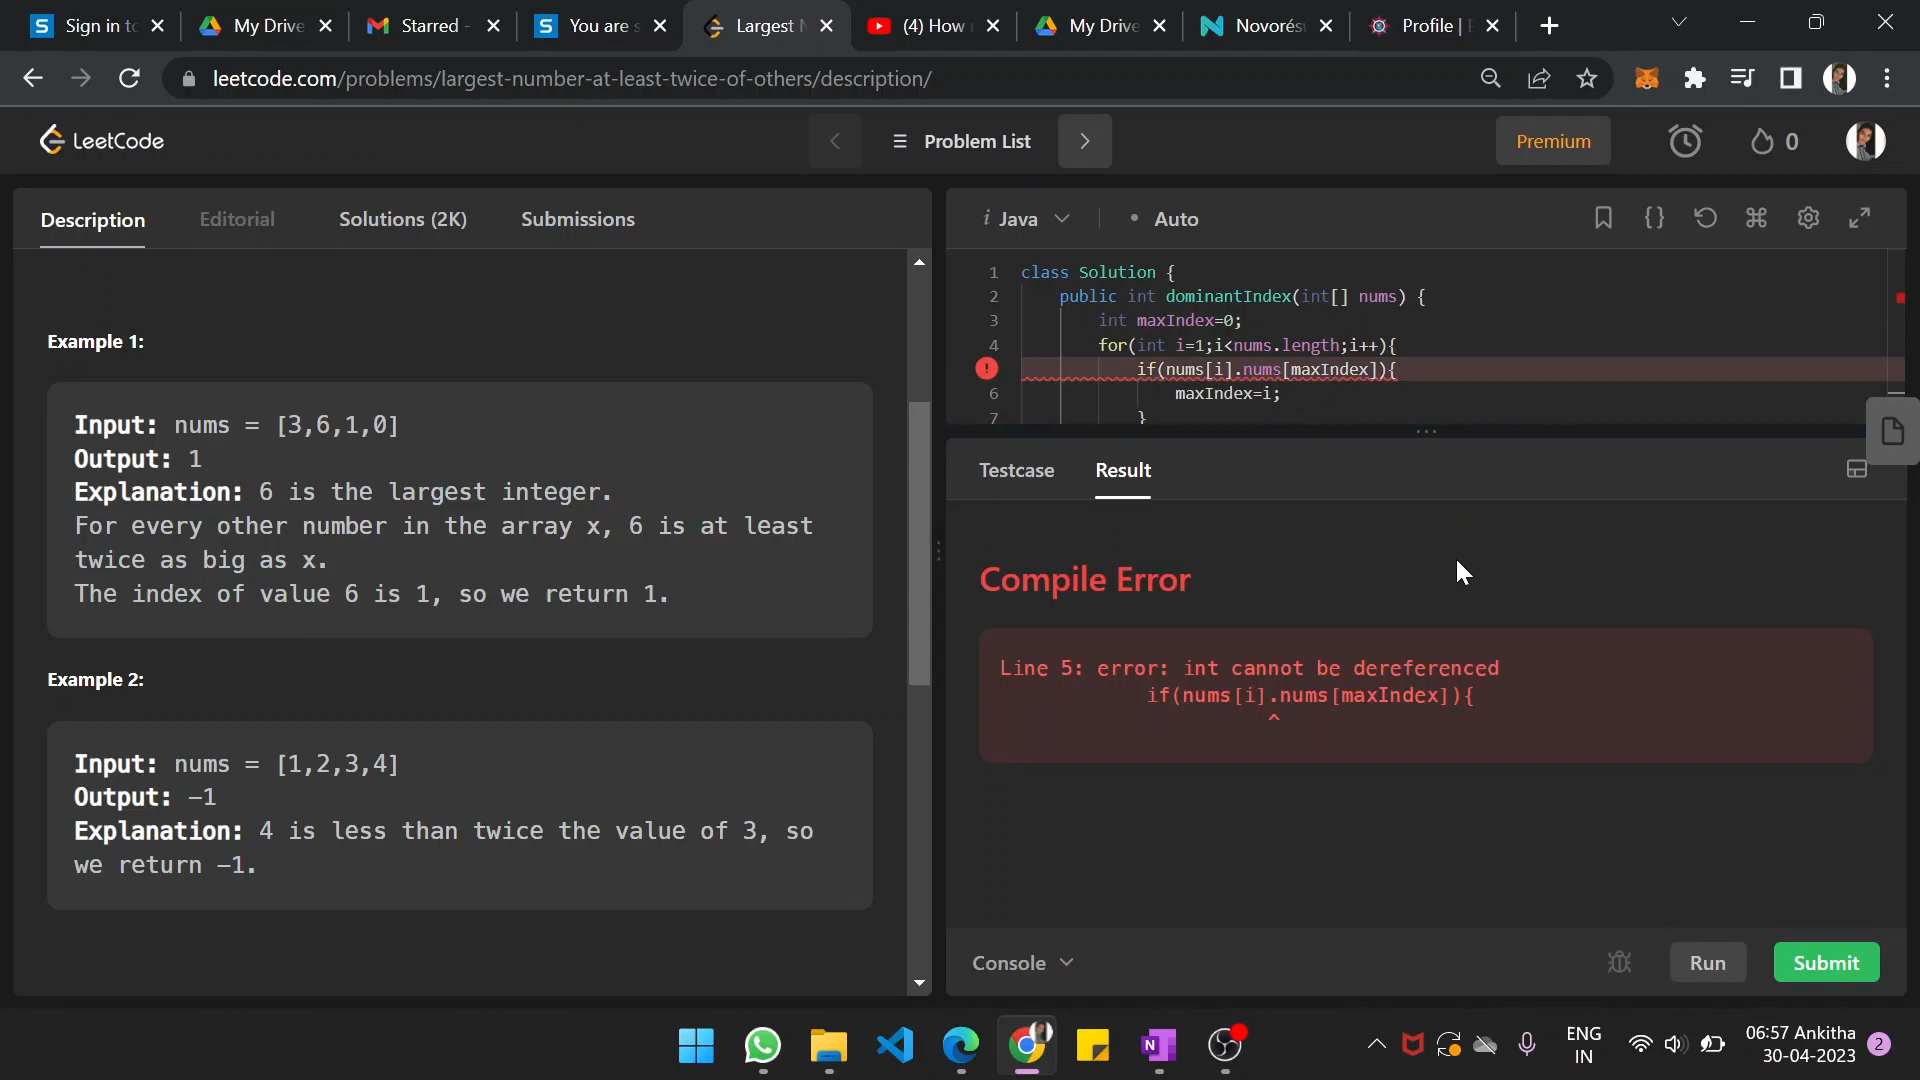 Sign in to
My Drive
Starred -
You are s
Largest N
(4) How
My Drive
Novorésu
Profile |
leetcode.com/problems/largest-number-at-least-twice-of-others/description/
LeetCode
Problem List
Premium
0
Description
Editorial
Solutions (2K)
Submissions
Example 1:
Input: nums = [3,6,1,0]
Output: 1
Explanation: 6 is the largest integer.
For every other number in the array x, 6 is at least
twice as big as x.
The index of value 6 is 1, so we return 1.
Example 2:
Input: nums = [1,2,3,4]
Output: -1
Explanation: 4 is less than twice the value of 3, so
we return -1.
i Java
• Auto
1 class Solution {
2 public int dominantIndex(int[] nums) {
3 int maxIndex=0;
4 for(int i=1;i<nums.length;i++){
if(nums[i].nums[maxIndex]){
6 maxIndex=i;
7 }
Testcase
Result
Compile Error
Line 5: error: int cannot be dereferenced
if(nums[i].nums[maxIndex]){
^
Console
Run
Submit
ENG
IN
06:57 Ankitha
30-04-2023
2